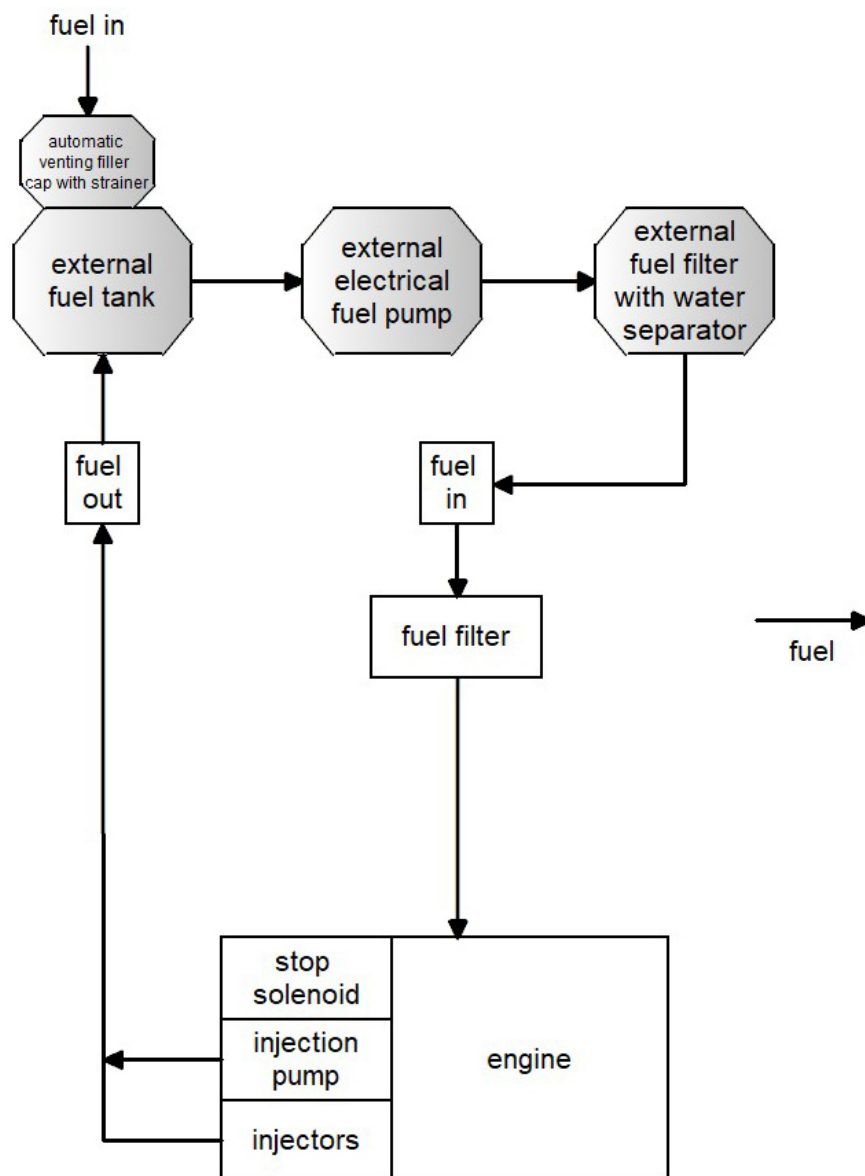 fuel in
automatic
venting filler
cap with strainer
external
fuel tank
external
electrical
fuel pump
external
fuel filter
with water
separator
fuel
out
fuel
in
fuel filter
fuel
stop
solenoid
injection
pump
injectors
engine